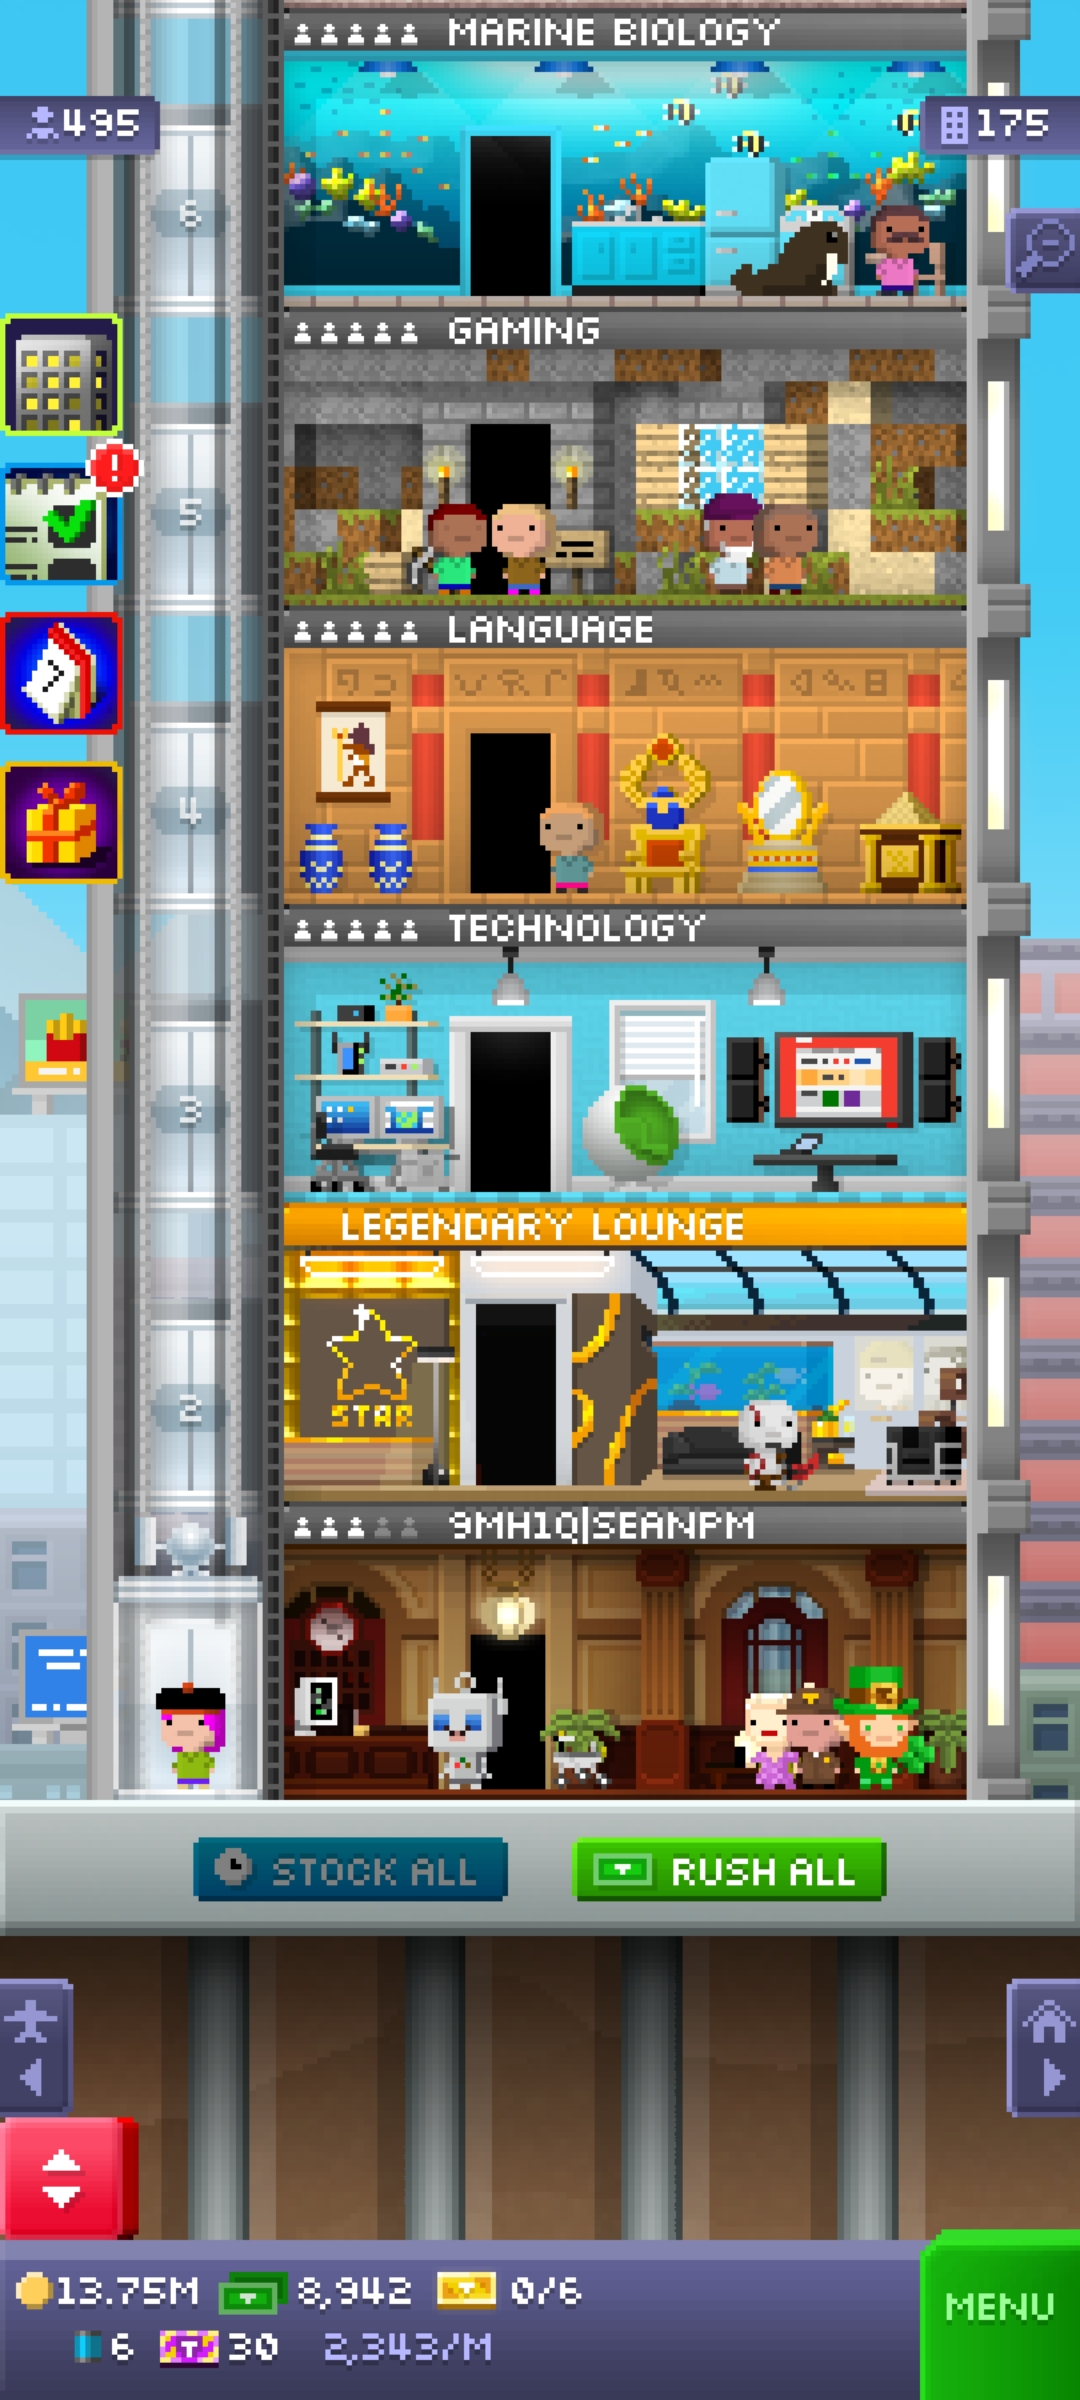 MARINE BIOLOGY
495
175
6
GAMING
5
LANGUAGE
4
TECHNOLOGY
3
LEGENDARY LOUNGE
STAR
2
9MH1Q|SEANPM
STOCK ALL
RUSH ALL
13.75M 8,942 0/6
6 30 2,343/M
MENU